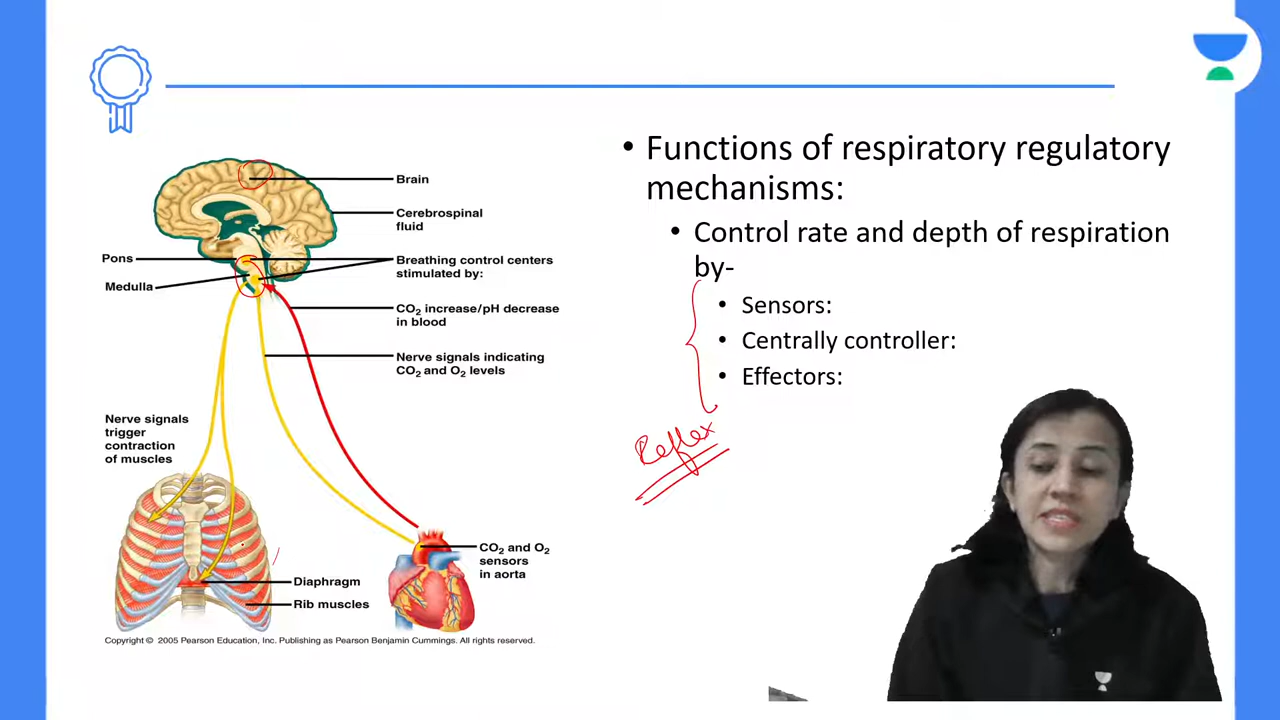 • Functions of respiratory regulatory
mechanisms:
• Control rate and depth of respiration
by-
• Sensors:
• Centrally controller:
• Effectors:
Reflex
Brain
Cerebrospinal
fluid
Pons
Medulla
Breathing control centers
stimulated by:
CO₂ increase/pH decrease
in blood
Nerve signals indicating
CO₂ and O₂ levels
Nerve signals
trigger
contraction
of muscles
CO₂ and O₂
sensors
in aorta
Diaphragm
Rib muscles
Copyright © 2005 Pearson Education, Inc. Publishing as Pearson Benjamin Cummings. All rights reserved.